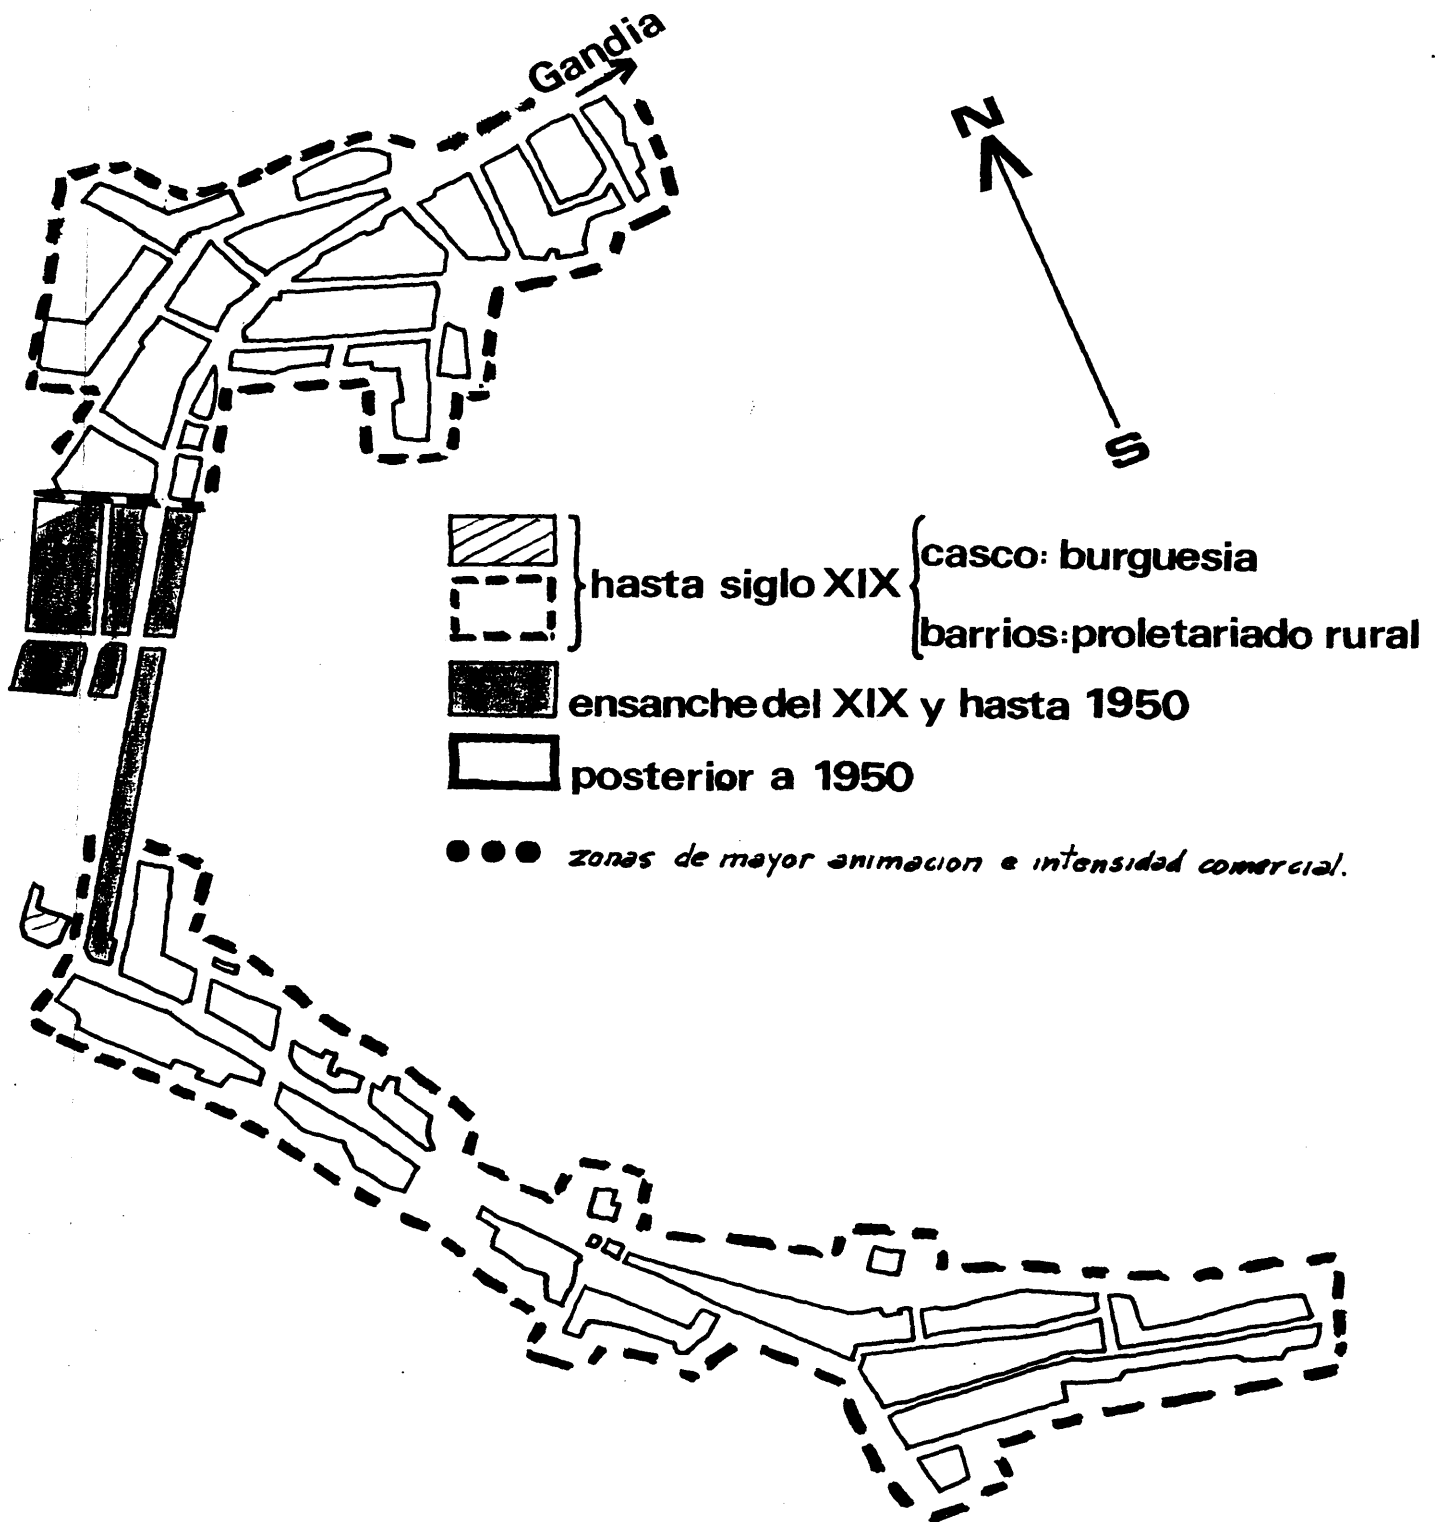 Gandia
N
S
hasta siglo XIX
casco: burguesia
barrios: proletariado rural
ensanche del XIX y hasta 1950
posterior a 1950
zonas de mayor animacion e intensidad comercial.